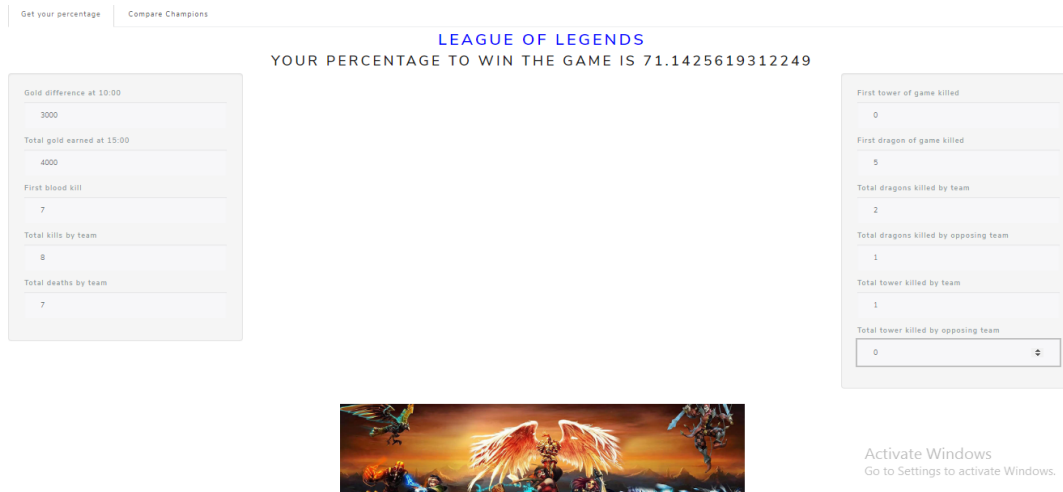 Get your percentage Compare Champions
LEAGUE OF LEGENDS
YOUR PERCENTAGE TO WIN THE GAME IS 71.1425619312249
Gold difference at 10:00
3000
Total gold earned at 15:00
4000
First blood kill
7
Total kills by team
8
Total deaths by team
7
First tower of game killed
0
First dragon of game killed
5
Total dragons killed by team
2
Total dragons killed by opposing team
1
Total tower killed by team
1
Total tower killed by opposing team
0
Activate Windows
Go to Settings to activate Windows.